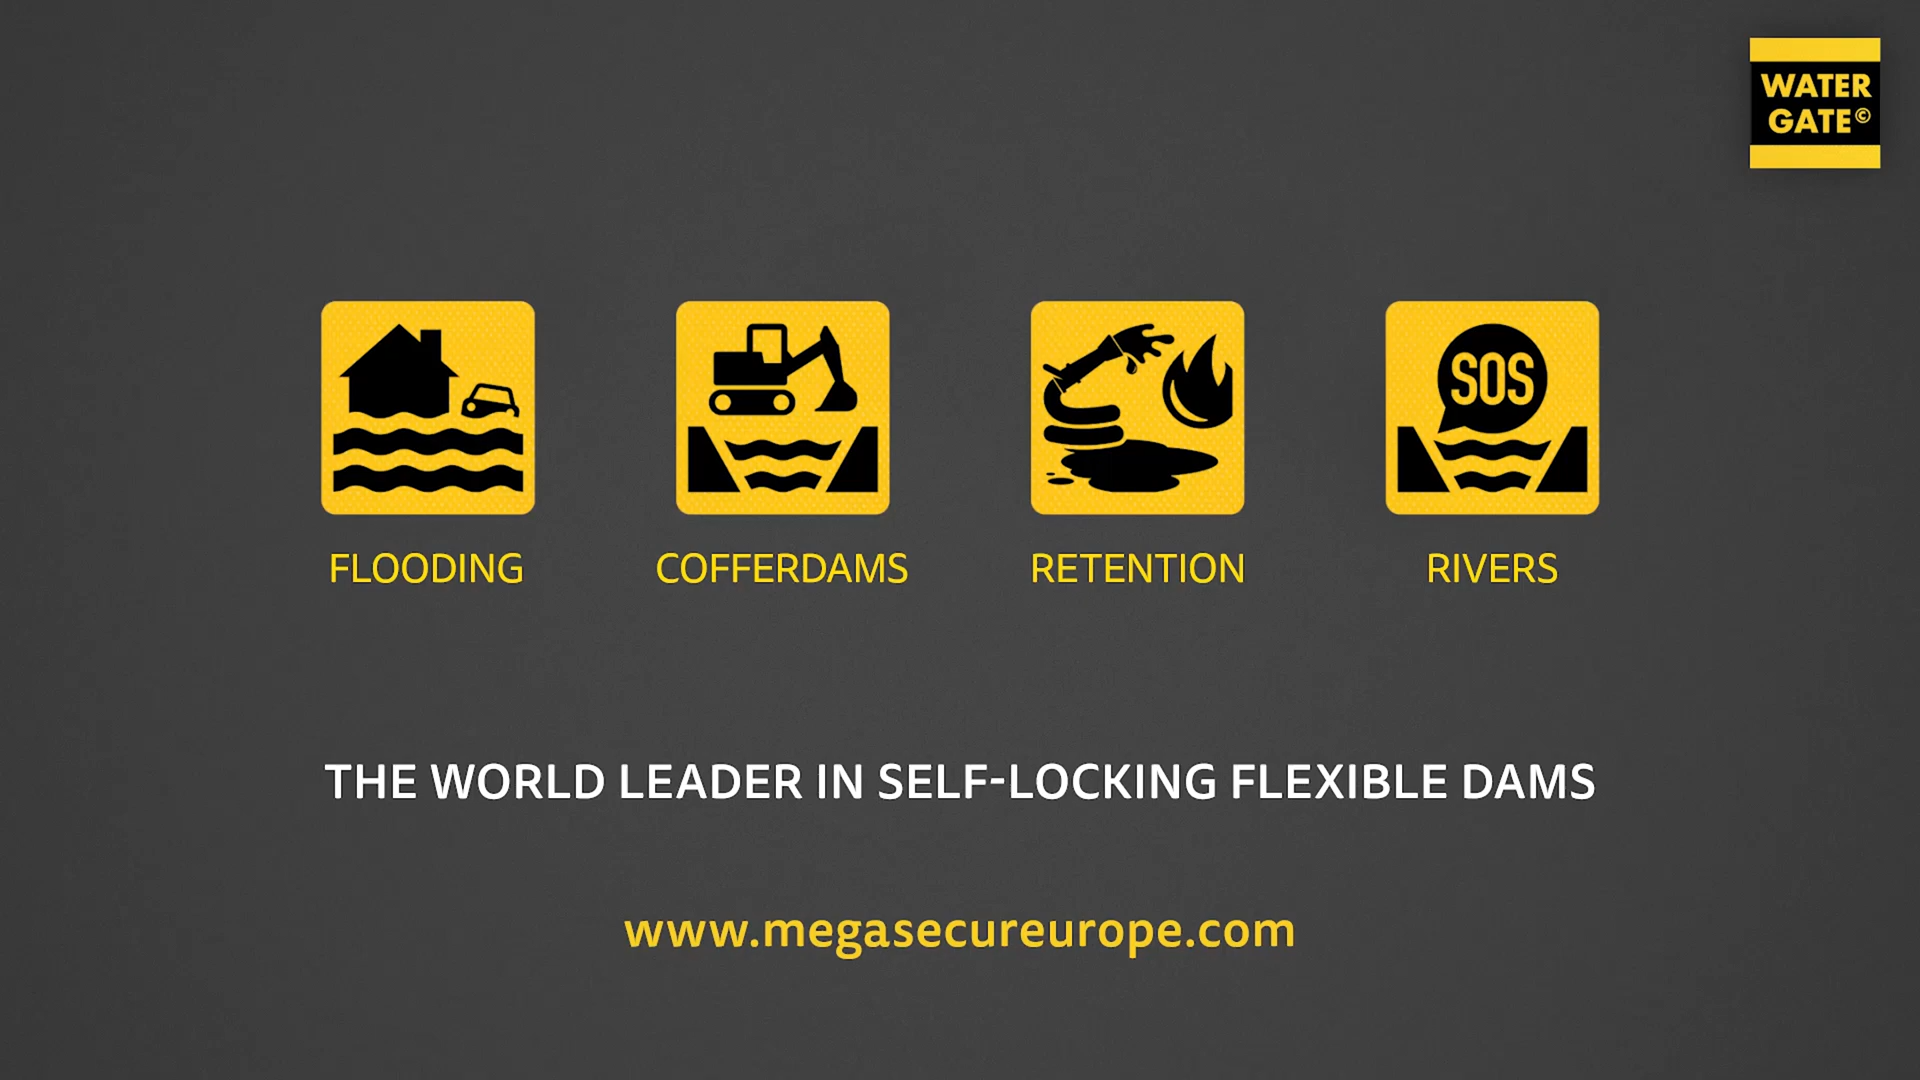 WATER
GATE©
SOS
FLOODING
COFFERDAMS
RETENTION
RIVERS
THE WORLD LEADER IN SELF-LOCKING FLEXIBLE DAMS
www.megasecureurope.com